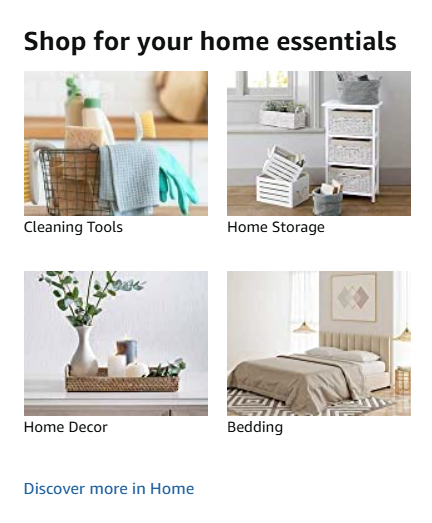 Shop for your home essentials
Cleaning Tools
Home Storage
Home Decor
Bedding
Discover more in Home